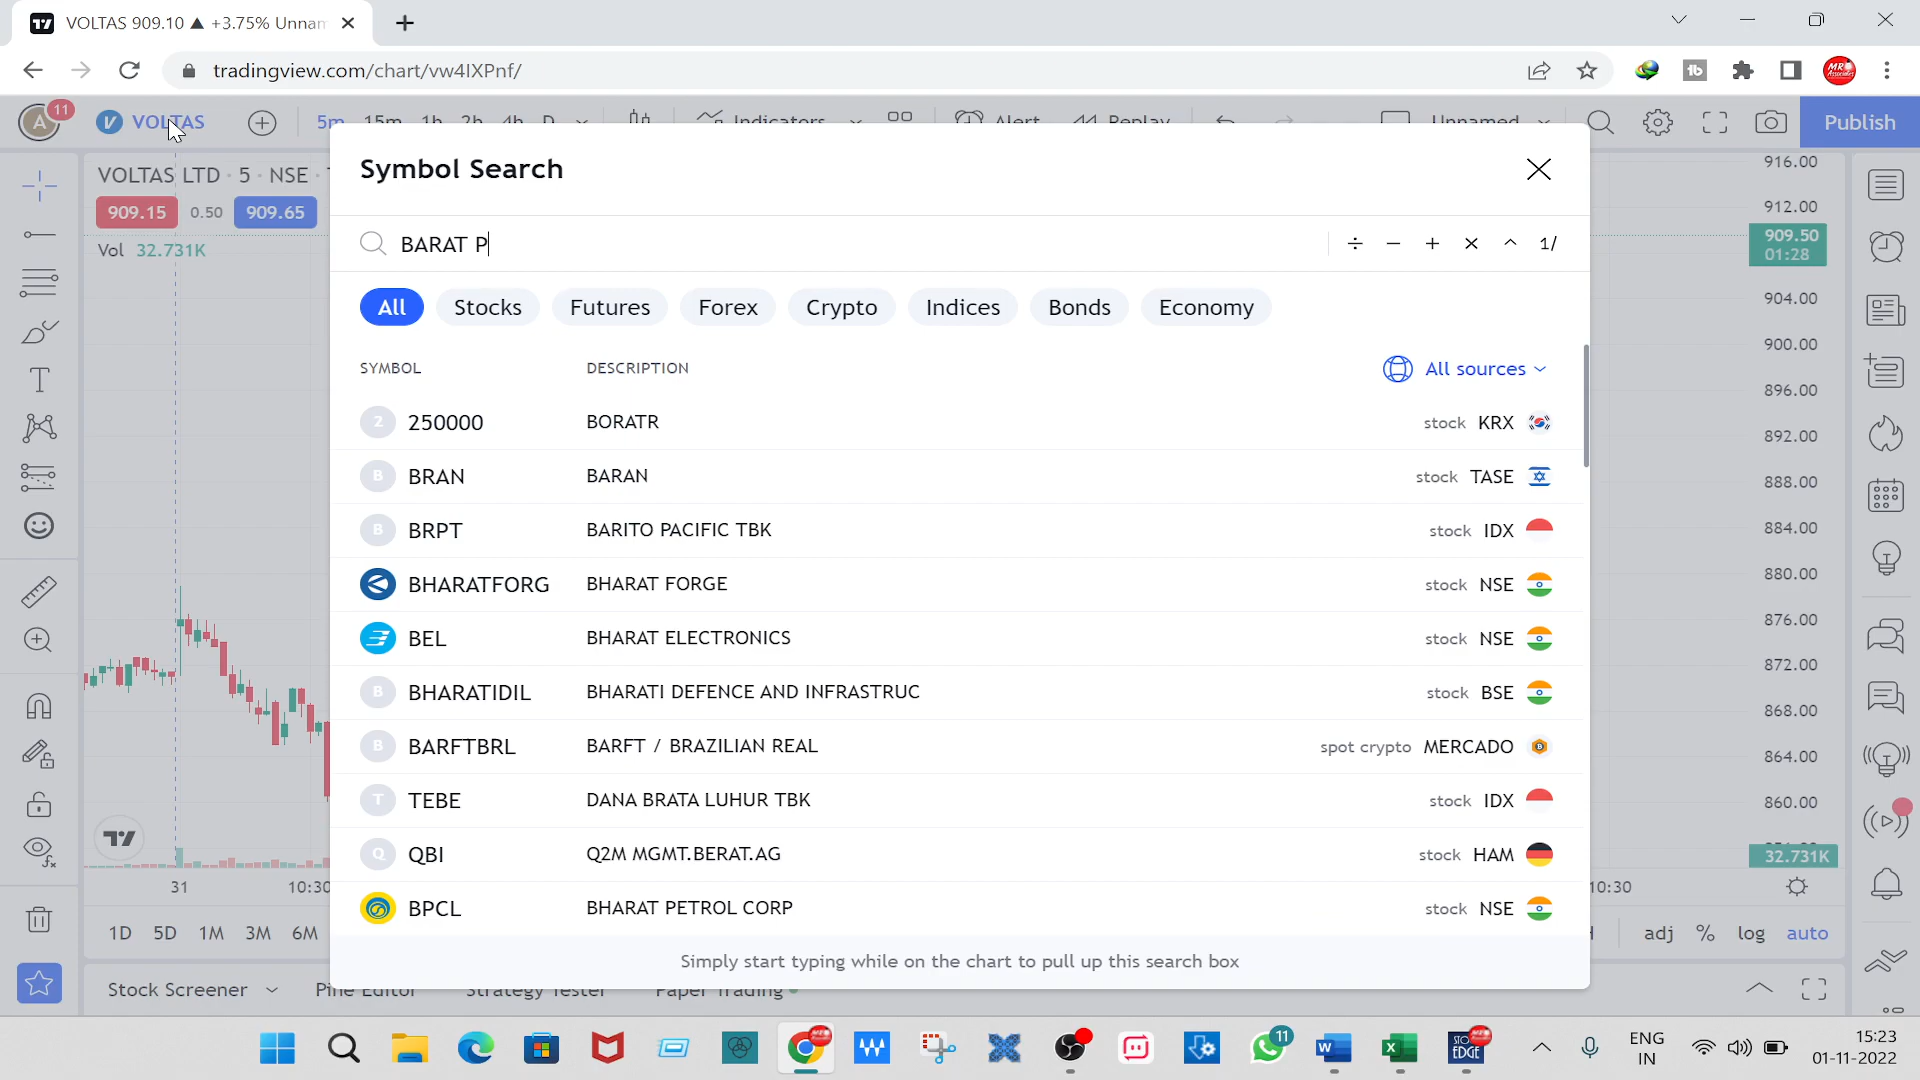 VOLTAS 909.10 ▲ +3.75% Unnam
tradingview.com/chart/vw4IXPnf/
A
11
VOLTAS
5m 15m 1h 2h 4h D
Indicators
Alert
Replay
Unnamed
Publish
VOLTAS LTD · 5 · NSE ·
909.15
0.50
909.65
Vol 32.731K
Symbol Search
BARAT P
÷ − + × ^ 1/
All
Stocks
Futures
Forex
Crypto
Indices
Bonds
Economy
SYMBOL
DESCRIPTION
All sources
2 250000 BORATR stock KRX
B BRAN BARAN stock TASE
B BRPT BARITO PACIFIC TBK stock IDX
BHARATFORG BHARAT FORGE stock NSE
BEL BHARAT ELECTRONICS stock NSE
B BHARATIDIL BHARATI DEFENCE AND INFRASTRUC stock BSE
B BARFTBRL BARFT / BRAZILIAN REAL spot crypto MERCADO
T TEBE DANA BRATA LUHUR TBK stock IDX
Q QBI Q2M MGMT.BERAT.AG stock HAM
BPCL BHARAT PETROL CORP stock NSE
Simply start typing while on the chart to pull up this search box
916.00
912.00
909.50
01:28
904.00
900.00
896.00
892.00
888.00
884.00
880.00
876.00
872.00
868.00
864.00
860.00
32.731K
31
10:30
10:30
1D 5D 1M 3M 6M
adj % log auto
Stock Screener
Pine Editor
Strategy Tester
Paper Trading
11
ENG
IN
15:23
01-11-2022